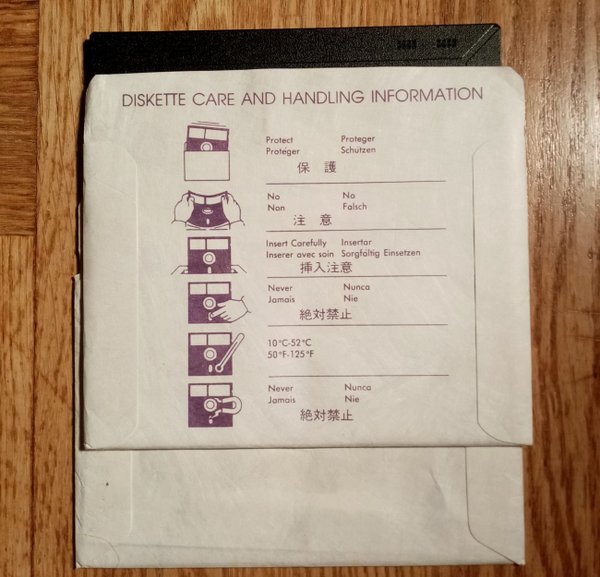 DISKETTE CARE AND HANDLING INFORMATION
Protect Proteger
Protéger Schützen
保 護
No No
Non Falsch
注 意
Insert Carefully Insertar
Inserer avec soin Sorgfältig Einsetzen
挿入注意
Never Nunca
Jamais Nie
絶対禁止
10°C-52°C
50°F-125°F
Never Nunca
Jamais Nie
絶対禁止